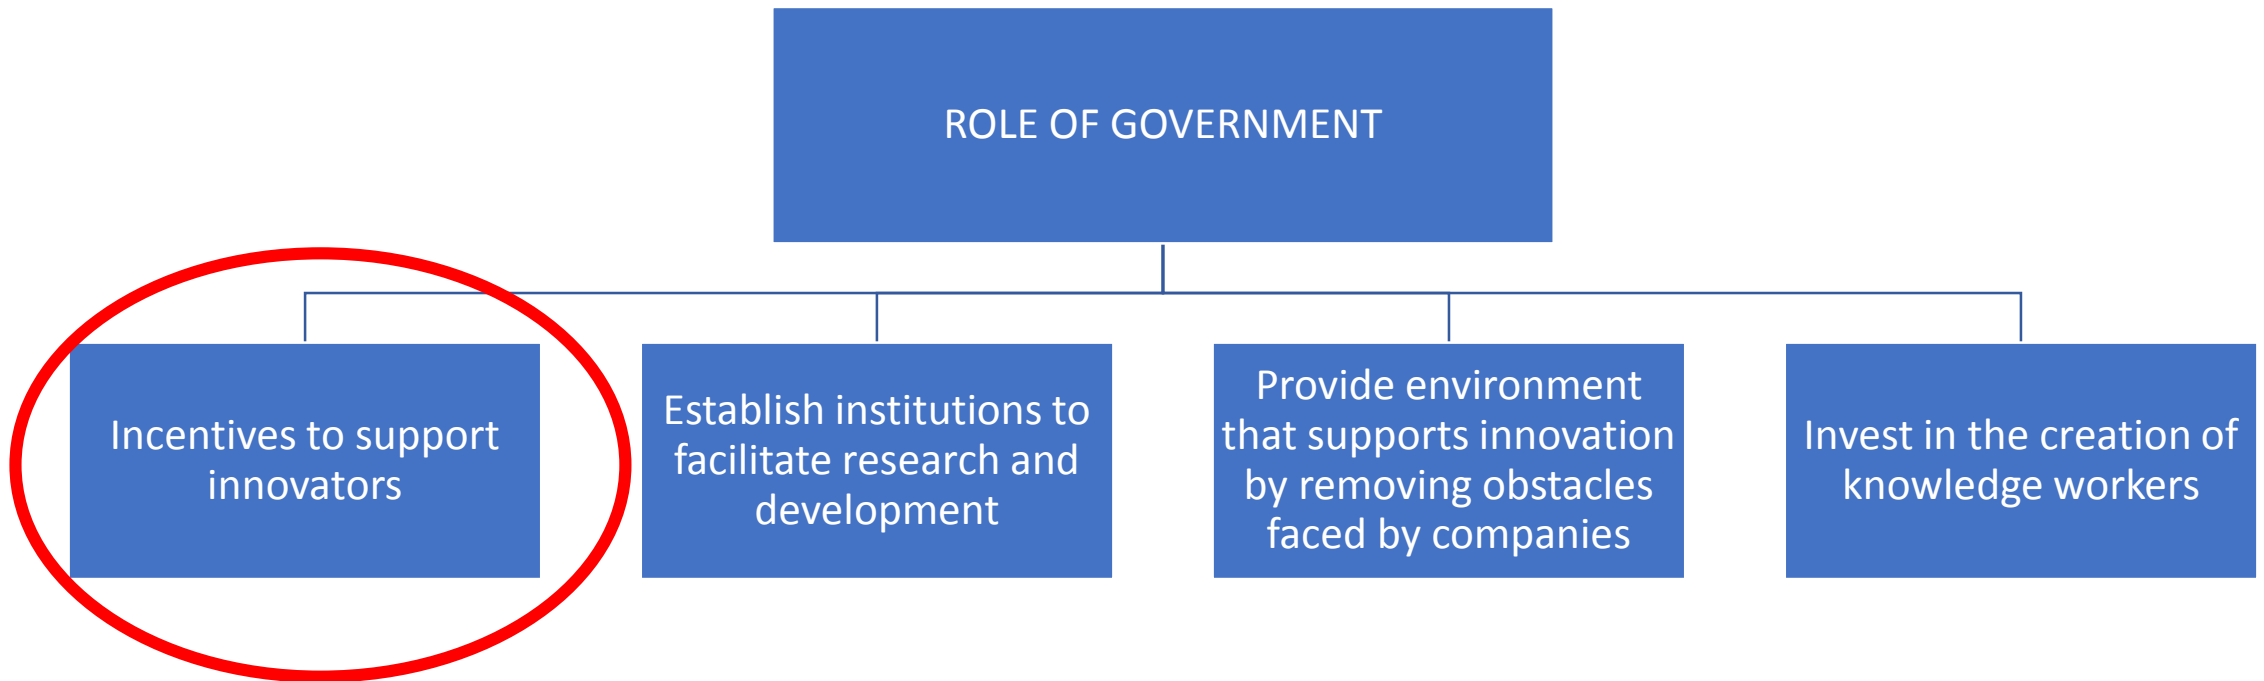 ROLE OF GOVERNMENT
Incentives to support
innovators
Establish institutions to
facilitate research and
development
Provide environment
that supports innovation
by removing obstacles
faced by companies
Invest in the creation of
knowledge workers